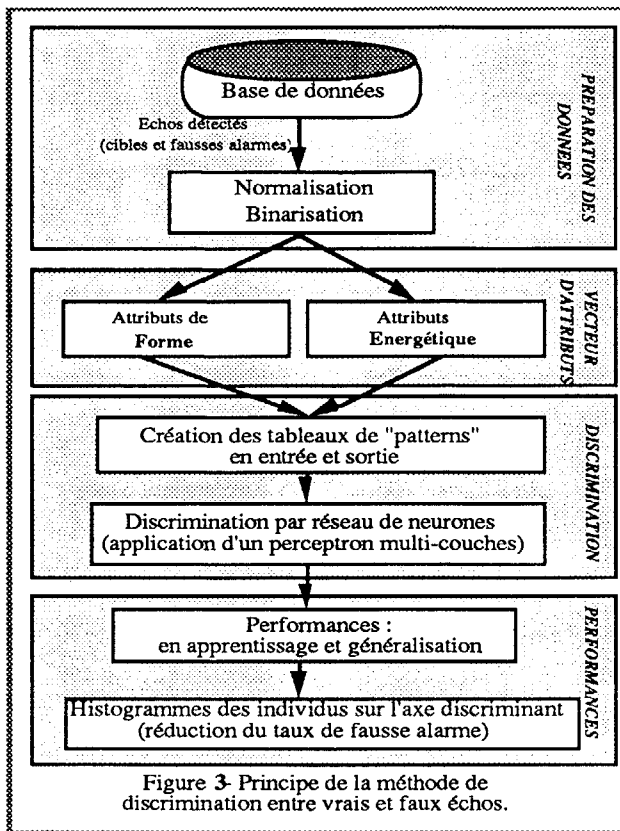 Base de données
Echos détectés
(cibles et fausses alarmes)
Normalisation
Binarisation
PREPARATION DES
DONNEES
Attributs de
Forme
Attributs
Energétique
VECTEUR
D'ATTRIBUTS
Création des tableaux de "patterns"
en entrée et sortie
Discrimination par réseau de neurones
(application d'un perceptron multi-couches)
DISCRIMINATION
Performances :
en apprentissage et généralisation
Histogrammes des individus sur l'axe discriminant
(réduction du taux de fausse alarme)
PERFORMANCES
Figure 3- Principe de la méthode de
discrimination entre vrais et faux échos.